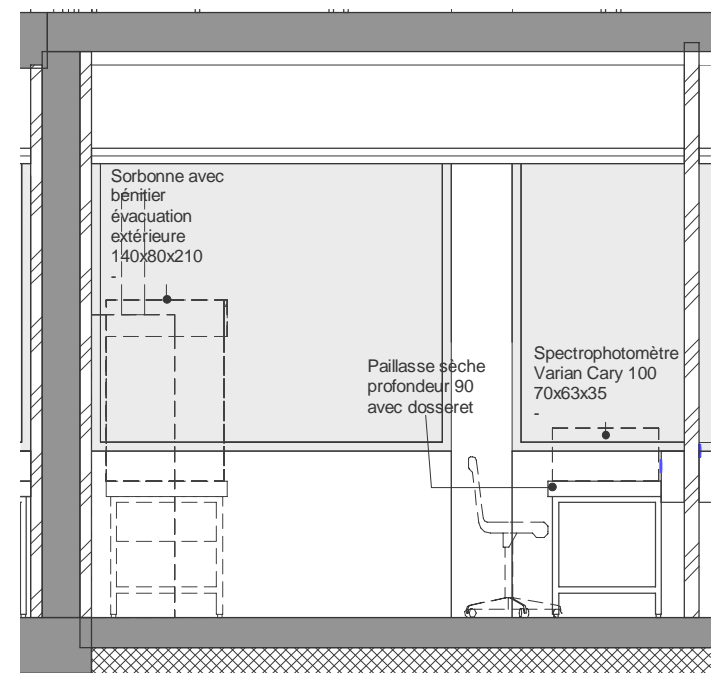 Sorbonne avec
bénitier
évacuation
extérieure
140x80x210
-
Paillasse sèche
profondeur 90
avec dosseret
Spectrophotomètre
Varian Cary 100
70x63x35
-